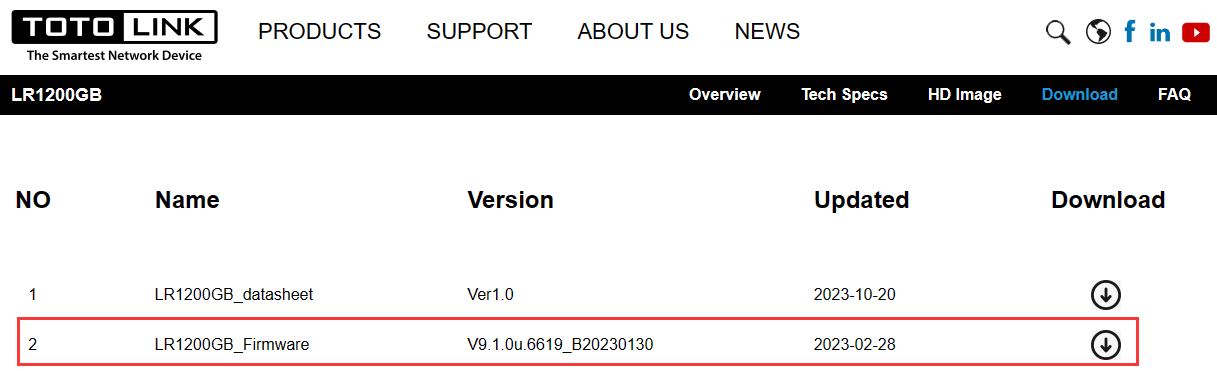 TOTO LINK PRODUCTS SUPPORT ABOUT US NEWS
The Smartest Network Device
LR1200GB Overview Tech Specs HD Image Download FAQ
NO Name Version Updated Download
1 LR1200GB_datasheet Ver1.0 2023-10-20
2 LR1200GB_Firmware V9.1.0u.6619_B20230130 2023-02-28